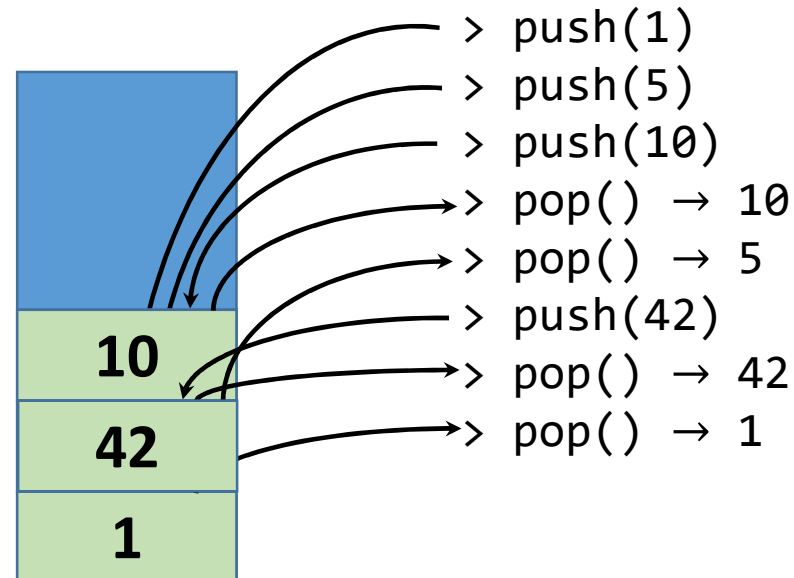 > push(1)
> push(5)
> push(10)
> pop() → 10
> pop() → 5
> push(42)
> pop() → 42
> pop() → 1
10
42
1